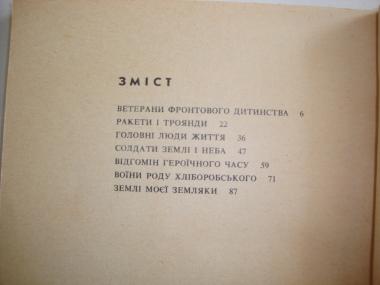 ЗМІСТ
ВЕТЕРАНИ ФРОНТОВОГО ДИТИНСТВА 6
РАКЕТИ І ТРОЯНДИ 22
ГОЛОВНІ ЛЮДИ ЖИТТЯ 36
СОЛДАТИ ЗЕМЛІ І НЕБА 47
ВІДГОМІН ГЕРОЇЧНОГО ЧАСУ 59
ВОЇНИ РОДУ ХЛІБОРОБСЬКОГО 71
ЗЕМЛІ МОЄЇ ЗЕМЛЯКИ 87